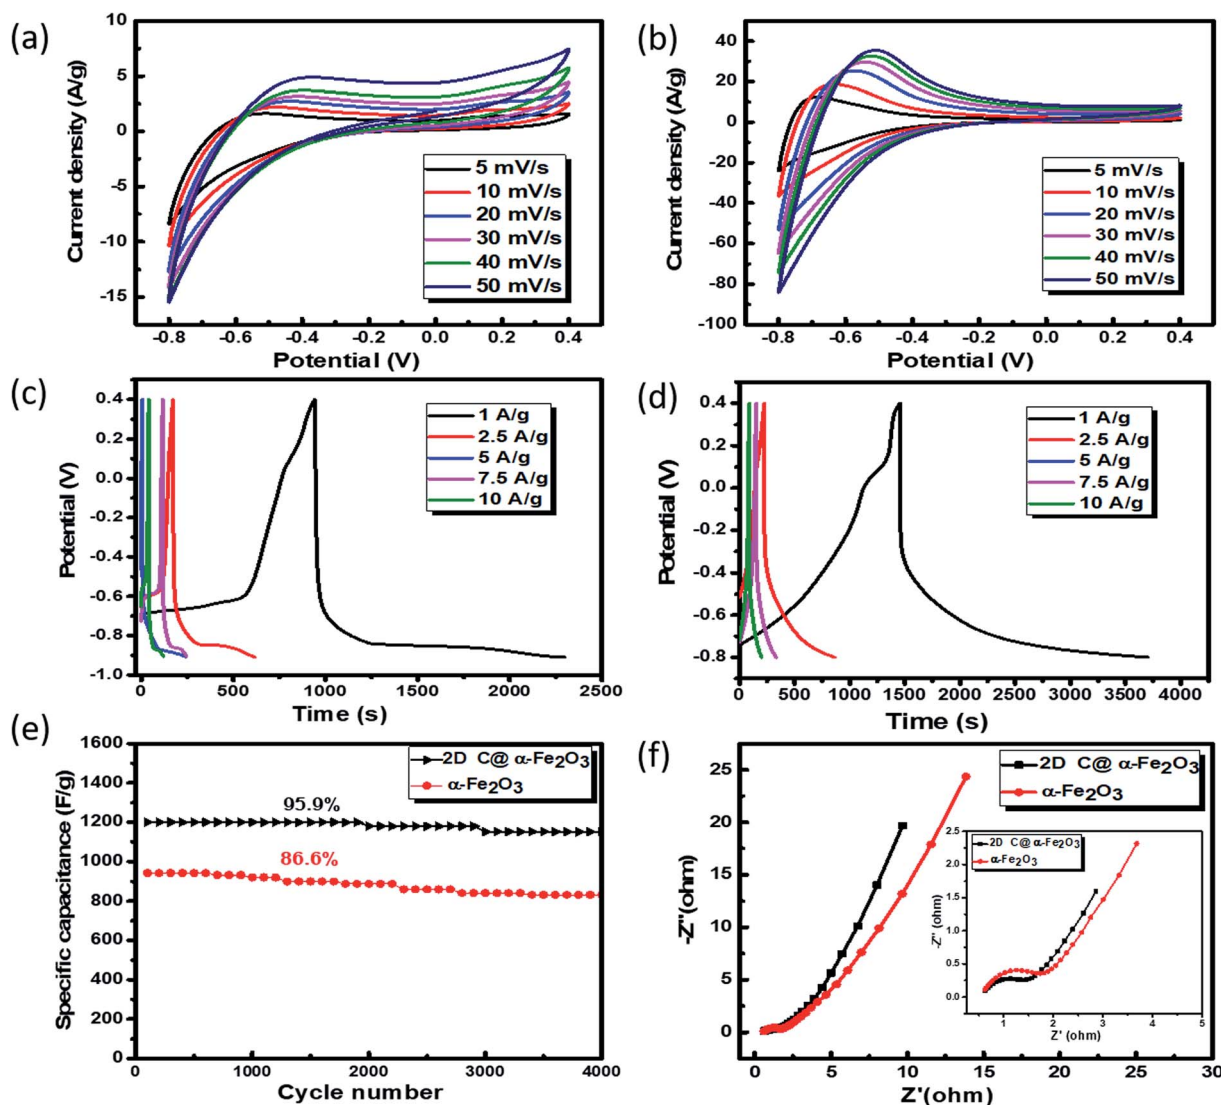 (a)
10
5
0
-5
-10
-15
Current density (A/g)
5 mV/s
10 mV/s
20 mV/s
30 mV/s
40 mV/s
50 mV/s
-0.8 -0.6 -0.4 -0.2 0.0 0.2 0.4
Potential (V)
(b)
40
20
0
-20
-40
-60
-80
-100
Current density (A/g)
5 mV/s
10 mV/s
20 mV/s
30 mV/s
40 mV/s
50 mV/s
-0.8 -0.6 -0.4 -0.2 0.0 0.2 0.4
Potential (V)
(c)
0.4
0.2
0.0
-0.2
-0.4
-0.6
-0.8
-1.0
Potential (V)
1 A/g
2.5 A/g
5 A/g
7.5 A/g
10 A/g
0 500 1000 1500 2000 2500
Time (s)
(d)
0.4
0.2
0.0
-0.2
-0.4
-0.6
-0.8
Potential (V)
1 A/g
2.5 A/g
5 A/g
7.5 A/g
10 A/g
0 500 1000 1500 2000 2500 3000 3500 4000
Time (s)
(e)
1600
1400
1200
1000
800
600
400
200
0
Specific capacitance (F/g)
2D C@ α-Fe₂O₃
α-Fe₂O₃
95.9%
86.6%
0 1000 2000 3000 4000
Cycle number
(f)
25
20
15
10
5
0
-Z''(ohm)
2D C@ α-Fe₂O₃
α-Fe₂O₃
2.5
2.0
1.5
1.0
0.5
0.0
-Z'' (ohm)
2D C@ α-Fe₂O₃
α-Fe₂O₃
0 1 2 3 4 5
Z' (ohm)
0 5 10 15 20 25 30
Z'(ohm)